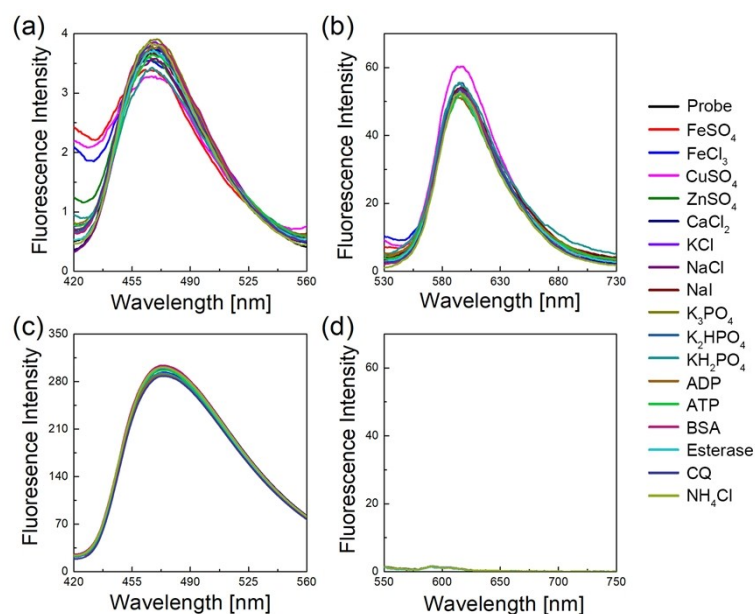 (a)
Fluorescence Intensity
4
3
2
1
0
420 455 490 525 560
Wavelength [nm]
(b)
Fluorescence Intensity
60
40
20
0
530 580 630 680 730
Wavelength [nm]
(c)
Fluoresence Intensity
350
280
210
140
70
420 455 490 525 560
Wavelength [nm]
(d)
Fluorescence Intensity
60
40
20
0
550 600 650 700 750
Wavelength [nm]
Probe
FeSO₄
FeCl₃
CuSO₄
ZnSO₄
CaCl₂
KCl
NaCl
NaI
K₃PO₄
K₂HPO₄
KH₂PO₄
ADP
ATP
BSA
Esterase
CQ
NH₄Cl